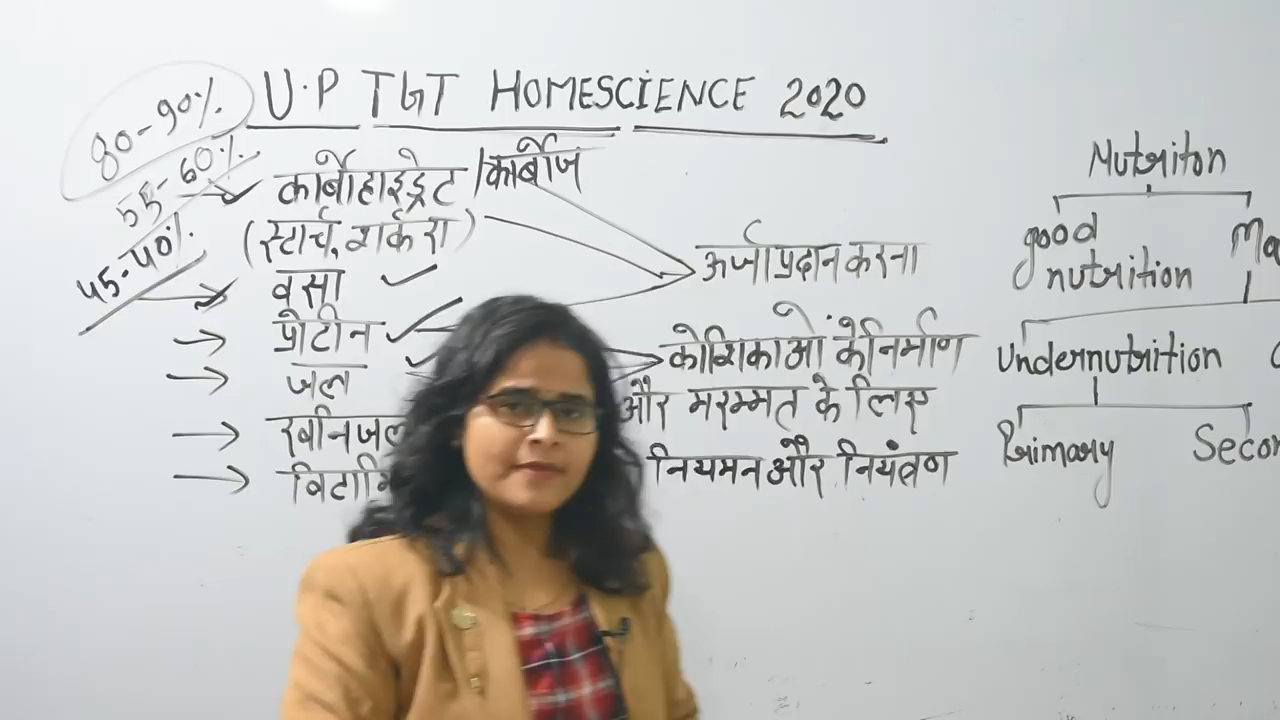 U.P TGT HOMESCIENCE 2020
80-90%
55-60%
45-40%
कार्बोहाइड्रेट / कार्बोज
(स्टार्च, शर्करा)
वसा
प्रोटीन
जल
खनीज
ऊर्जा प्रदान करना
कोशिकाओं के निर्माण
और मरम्मत के लिए
नियमन और नियंत्रण
Nutriton
good
nutrition
Undernutrition
Primary